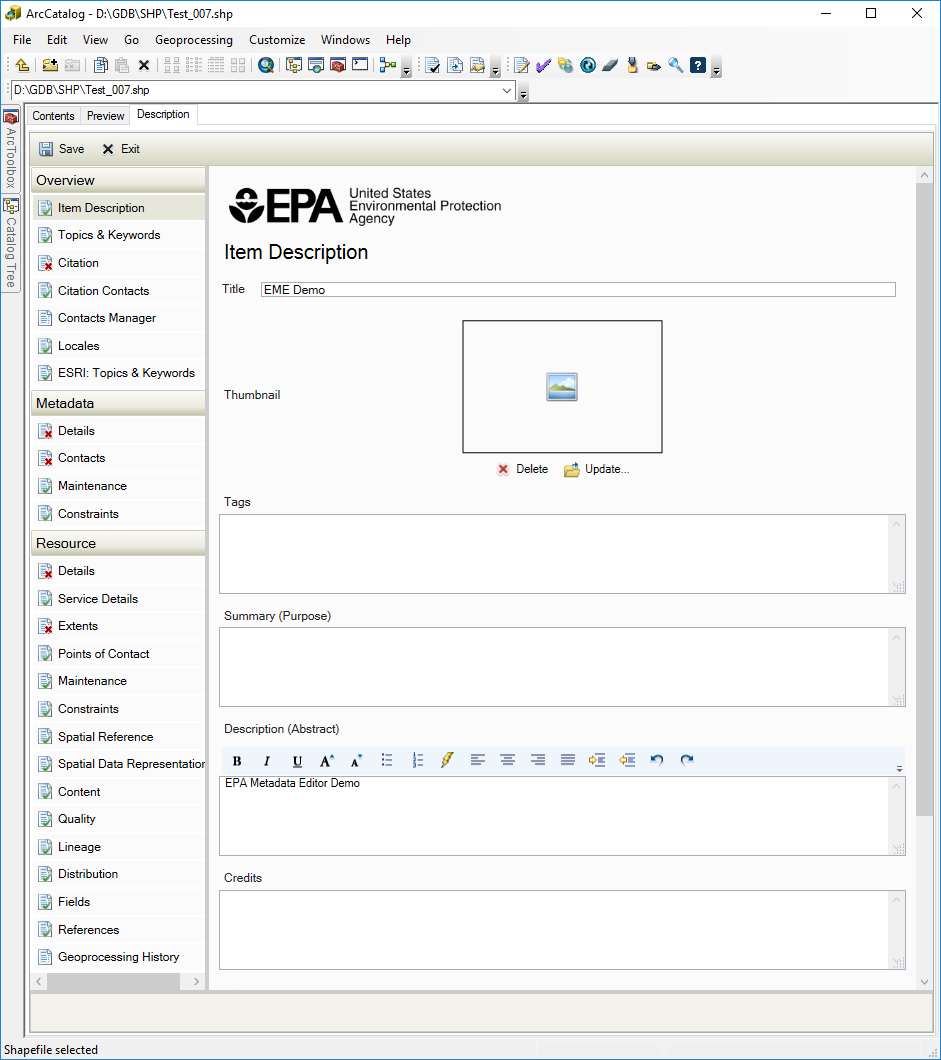 ArcCatalog - D:\GDB\SHP\Test_007.shp
File Edit View Go Geoprocessing Customize Windows Help
D:\GDB\SHP\Test_007.shp
ArcToolbox
Catalog Tree
Contents Preview Description
Save Exit
Overview
Item Description
Topics & Keywords
Citation
Citation Contacts
Contacts Manager
Locales
ESRI: Topics & Keywords
Metadata
Details
Contacts
Maintenance
Constraints
Resource
Details
Service Details
Extents
Points of Contact
Maintenance
Constraints
Spatial Reference
Spatial Data Representation
Content
Quality
Lineage
Distribution
Fields
References
Geoprocessing History
EPA
United States
Environmental Protection
Agency
Item Description
Title EME Demo
Thumbnail
Delete Update...
Tags
Summary (Purpose)
Description (Abstract)
B I U A A
EPA Metadata Editor Demo
Credits
Shapefile selected